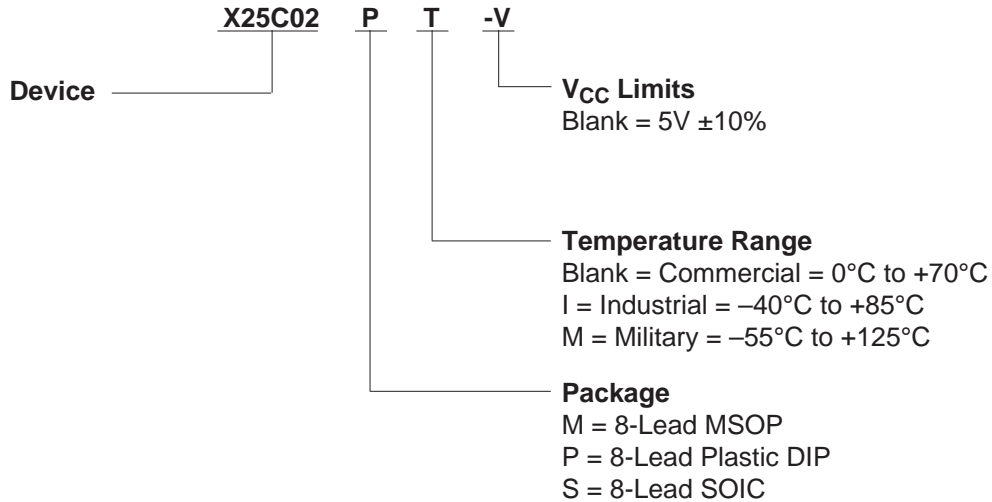 X25C02 P T -V
Device
VCC Limits
Blank = 5V ±10%
Temperature Range
Blank = Commercial = 0°C to +70°C
I = Industrial = –40°C to +85°C
M = Military = –55°C to +125°C
Package
M = 8-Lead MSOP
P = 8-Lead Plastic DIP
S = 8-Lead SOIC